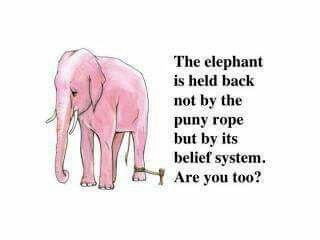 The elephant
is held back
not by the
puny rope
but by its
belief system.
Are you too?